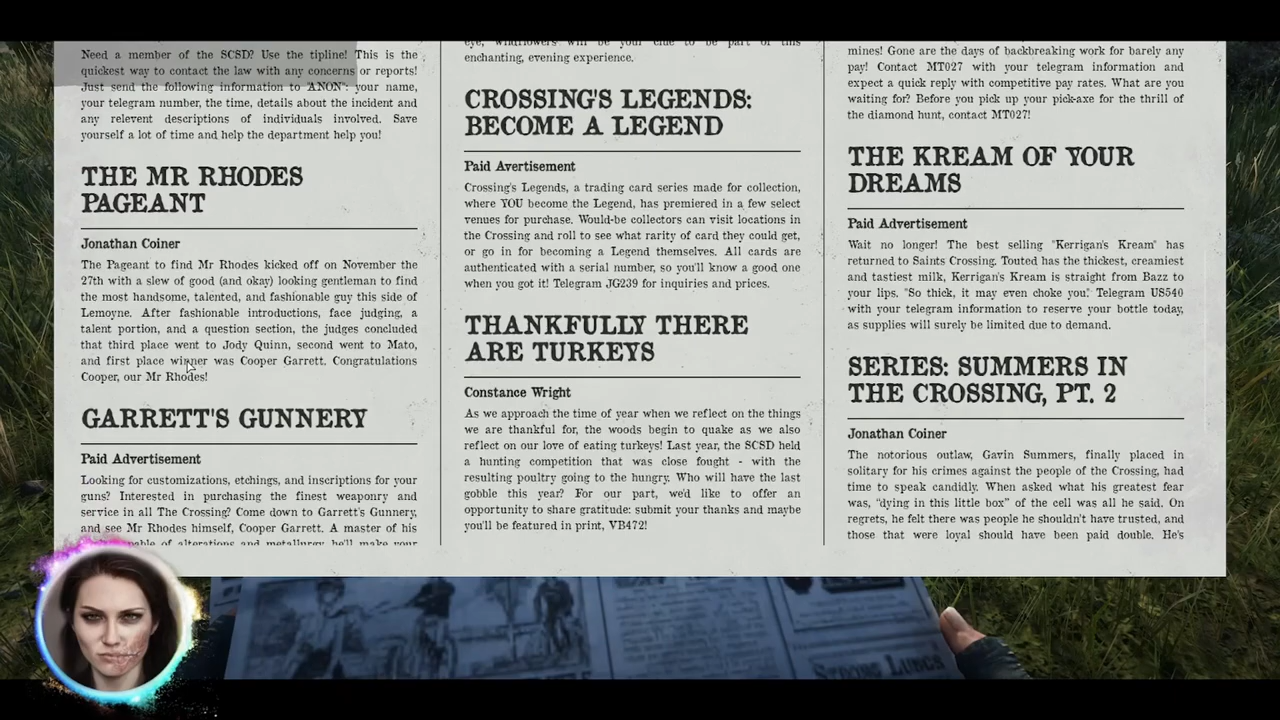 Need a member of the SCSD? Use the tipline! This is the
quickest way to contact the law with any concerns or reports!
Just send the following information to "ANON": your name,
your telegram number, the time, details about the incident and
any relevent descriptions of individuals involved. Save
yourself a lot of time and help the department help you!
THE MR RHODES
PAGEANT
Jonathan Coiner
The Pageant to find Mr Rhodes kicked off on November the
27th with a slew of good (and okay) looking gentleman to find
the most handsome, talented, and fashionable guy this side of
Lemoyne. After fashionable introductions, face judging, a
talent portion, and a question section, the judges concluded
that third place went to Jody Quinn, second went to Mato,
and first place winner was Cooper Garrett. Congratulations
Cooper, our Mr Rhodes!
GARRETT'S GUNNERY
Paid Advertisement
Looking for customizations, etchings, and inscriptions for your
guns? Interested in purchasing the finest weaponry and
service in all The Crossing? Come down to Garrett's Gunnery,
and see Mr Rhodes himself, Cooper Garrett. A master of his
capable of alterations and metallurgy, he'll make your
eye, wildflowers will be your clue to be part of this
enchanting, evening experience.
CROSSING'S LEGENDS:
BECOME A LEGEND
Paid Avertisement
Crossing's Legends, a trading card series made for collection,
where YOU become the Legend, has premiered in a few select
venues for purchase. Would-be collectors can visit locations in
the Crossing and roll to see what rarity of card they could get,
or go in for becoming a Legend themselves. All cards are
authenticated with a serial number, so you'll know a good one
when you got it! Telegram JG239 for inquiries and prices.
THANKFULLY THERE
ARE TURKEYS
Constance Wright
As we approach the time of year when we reflect on the things
we are thankful for, the woods begin to quake as we also
reflect on our love of eating turkeys! Last year, the SCSD held
a hunting competition that was close fought - with the
resulting poultry going to the hungry. Who will have the last
gobble this year? For our part, we'd like to offer an
opportunity to share gratitude: submit your thanks and maybe
you'll be featured in print, VB472!
mines! Gone are the days of backbreaking work for barely any
pay! Contact MT027 with your telegram information and
expect a quick reply with competitive pay rates. What are you
waiting for? Before you pick up your pick-axe for the thrill of
the diamond hunt, contact MT027!
THE KREAM OF YOUR
DREAMS
Paid Advertisement
Wait no longer! The best selling "Kerrigan's Kream" has
returned to Saints Crossing. Touted has the thickest, creamiest
and tastiest milk, Kerrigan's Kream is straight from Bazz to
your lips. "So thick, it may even choke you." Telegram US540
with your telegram information to reserve your bottle today,
as supplies will surely be limited due to demand.
SERIES: SUMMERS IN
THE CROSSING, PT. 2
Jonathan Coiner
The notorious outlaw, Gavin Summers, finally placed in
solitary for his crimes against the people of the Crossing, had
time to speak candidly. When asked what his greatest fear
was, "dying in this little box" of the cell was all he said. On
regrets, he felt there was people he shouldn't have trusted, and
those that were loyal should have been paid double. He's